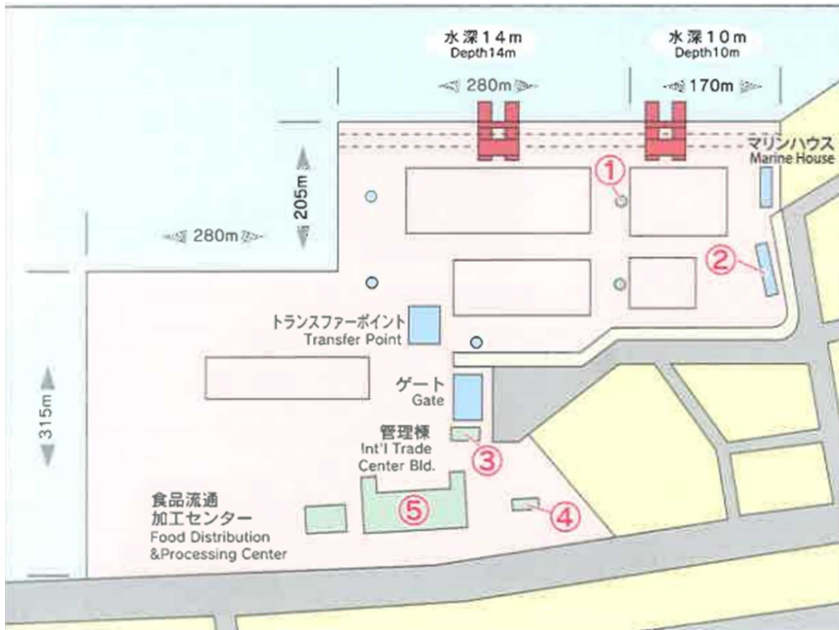 水深14m
Depth14m
水深10m
Depth10m
280m
170m
マリンハウス
Marine House
①
205m
280m
②
トランスファーポイント
Transfer Point
ゲート
Gate
315m
管理棟
Int'l Trade
Center Bld.
③
食品流通
加工センター
Food Distribution
&Processing Center
⑤
④